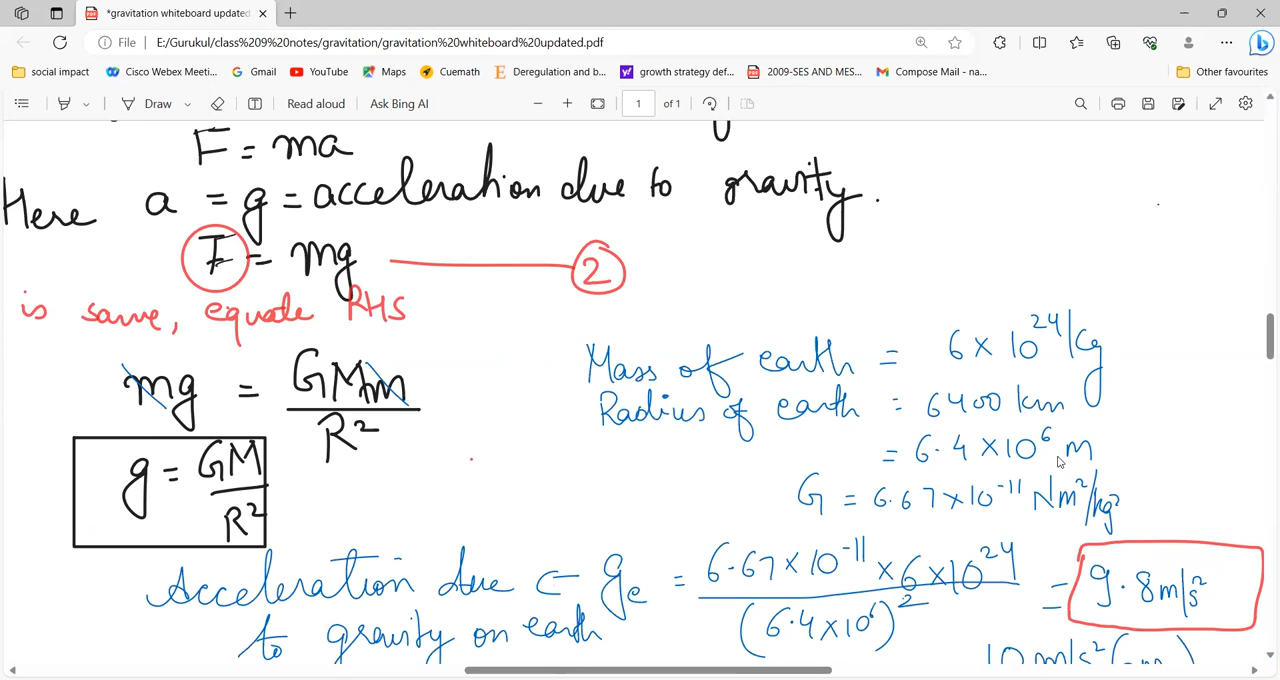 *gravitation whiteboard updated
File E:/Gurukul/class%209%20notes/gravitation/gravitation%20whiteboard%20updated.pdf
social impact Cisco Webex Meeti... Gmail YouTube Maps Cuemath Deregulation and b... growth strategy def... 2009-SES AND MES... Compose Mail - na... Other favourites
Draw Read aloud Ask Bing AI 1 of 1
F = ma
Here a = g = acceleration due to gravity.
F = mg 2
is same, equate RHS
mg = GMm/R²
g = GM/R²
Mass of earth = 6 × 10²⁴ kg
Radius of earth = 6400 km
= 6.4 × 10⁶ m
G = 6.67 × 10⁻¹¹ Nm²/kg²
Acceleration due to gravity on earth gₑ = 6.67 × 10⁻¹¹ × 6 × 10²⁴ / (6.4 × 10⁶)² = 9.8 m/s²
10 m/s²